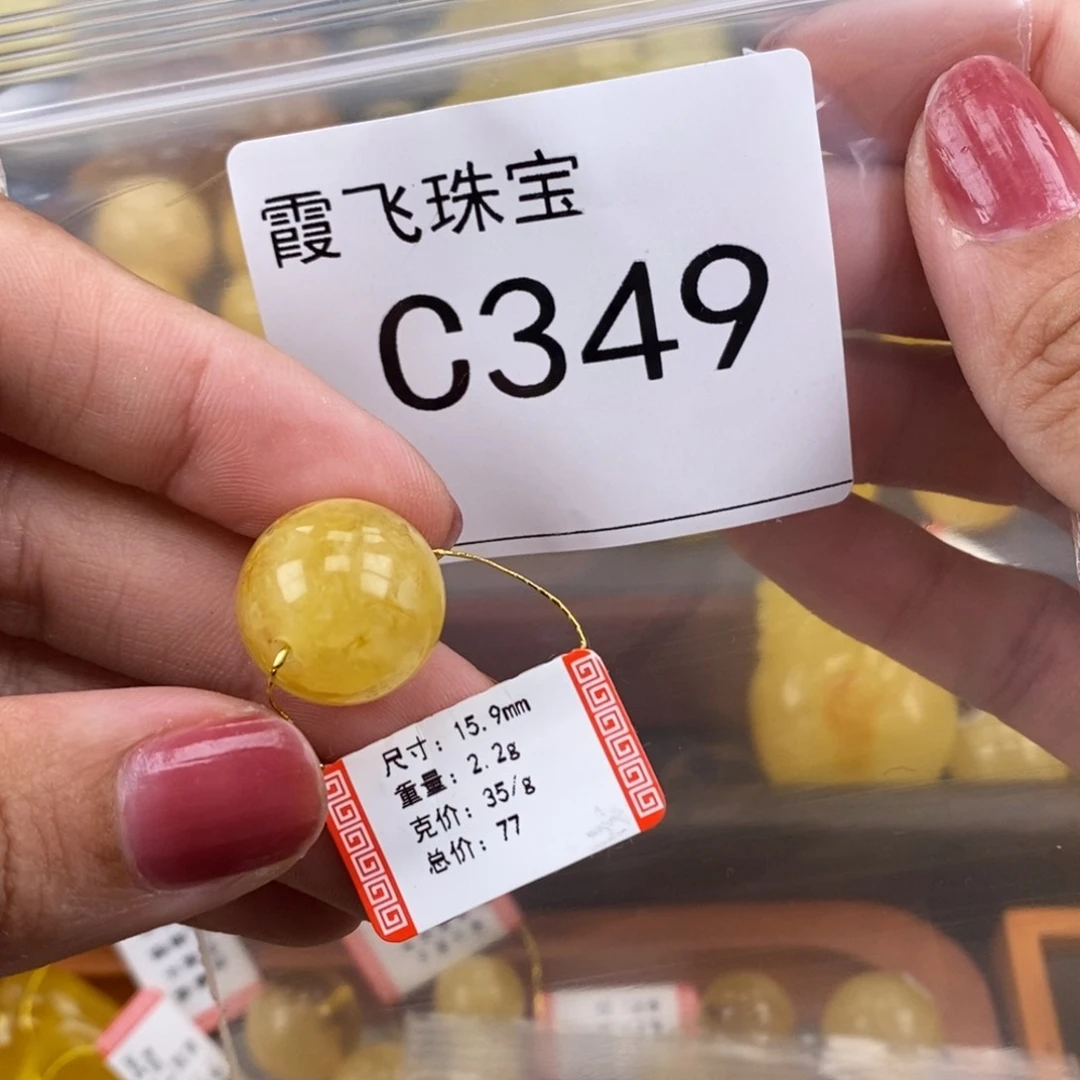 霞飞珠宝
C349
尺寸: 15.9mm
重量: 2.2g
克价: 35/g
总价: 77